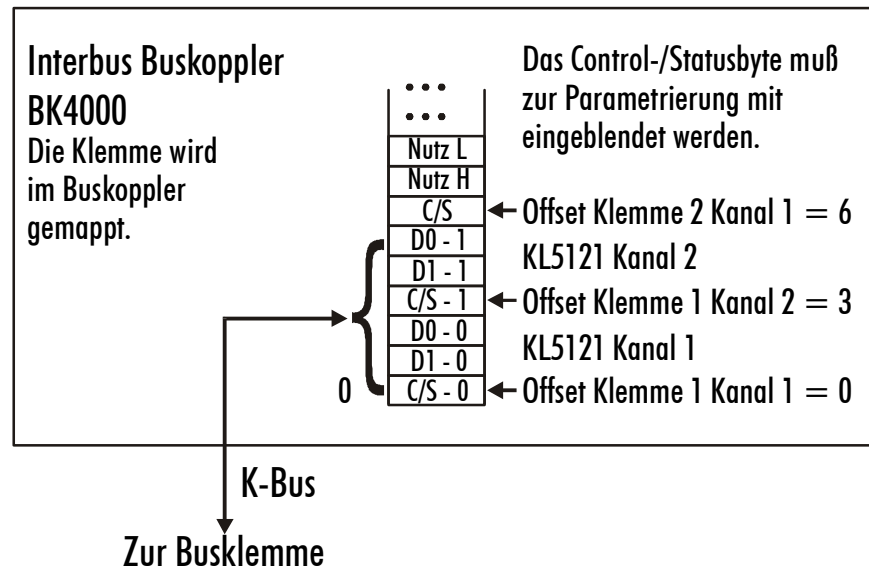 Interbus Buskoppler
BK4000
Die Klemme wird
im Buskoppler
gemappt.
Das Control-/Statusbyte muß
zur Parametrierung mit
eingeblendet werden.
•••
•••
Nutz L
Nutz H
C/S
Offset Klemme 2 Kanal 1 = 6
D0 - 1
KL5121 Kanal 2
D1 - 1
C/S - 1
Offset Klemme 1 Kanal 2 = 3
D0 - 0
KL5121 Kanal 1
D1 - 0
0
C/S - 0
Offset Klemme 1 Kanal 1 = 0
K-Bus
Zur Busklemme